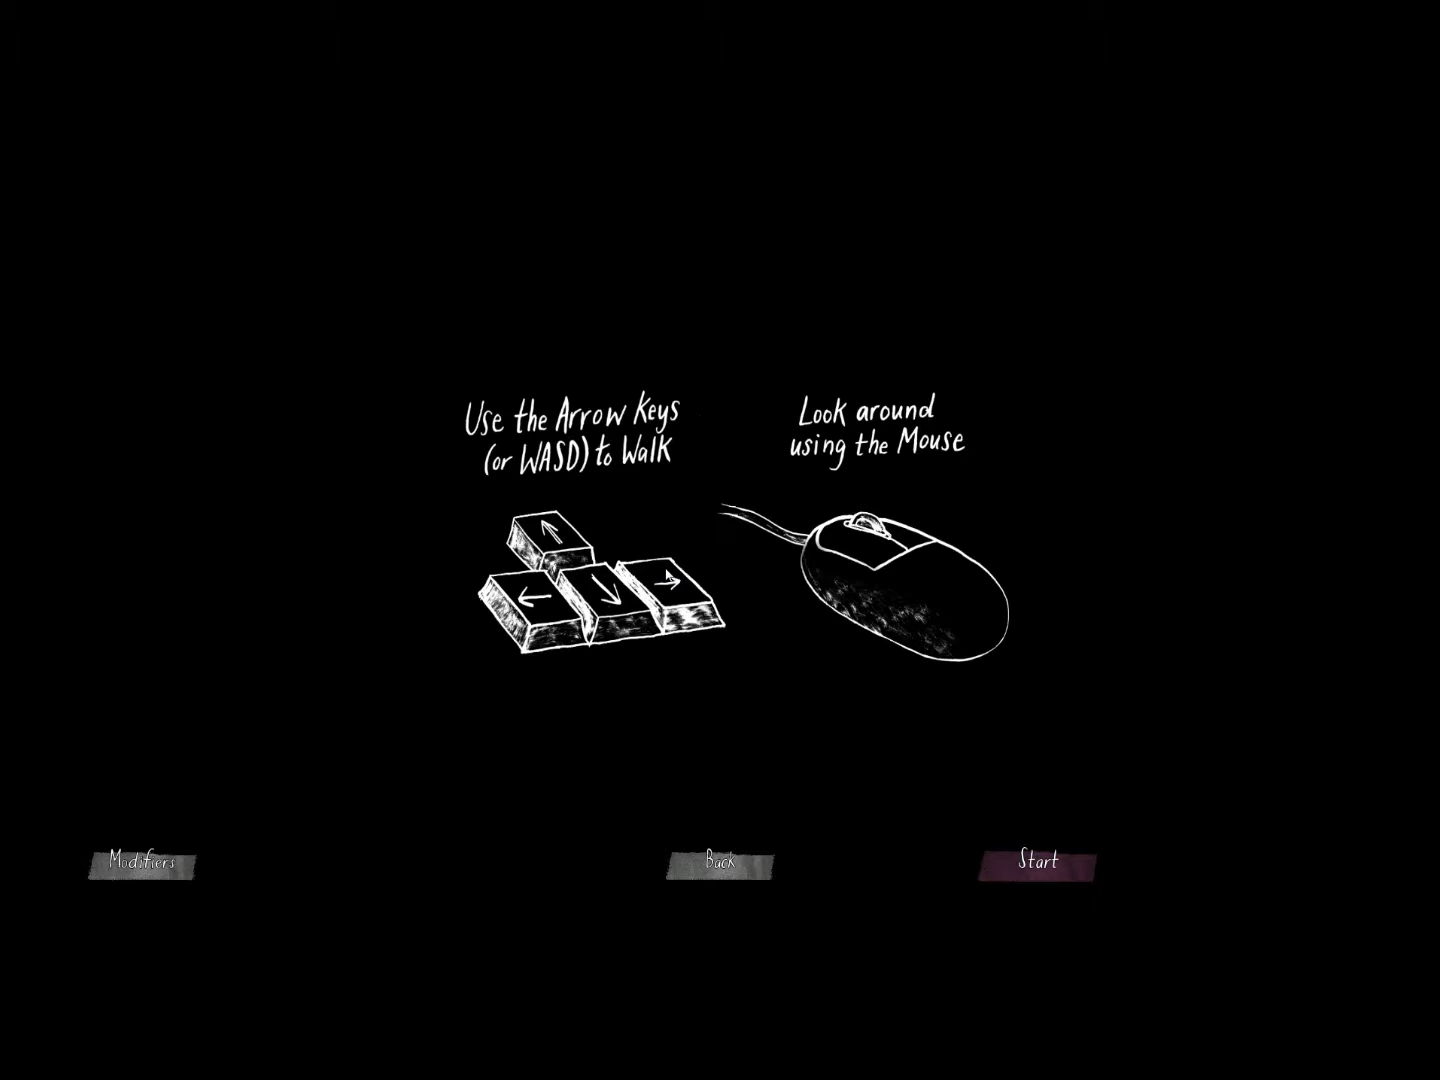 Use the Arrow Keys
(or WASD) to Walk
Look around
using the Mouse
Modifiers
Back
Start